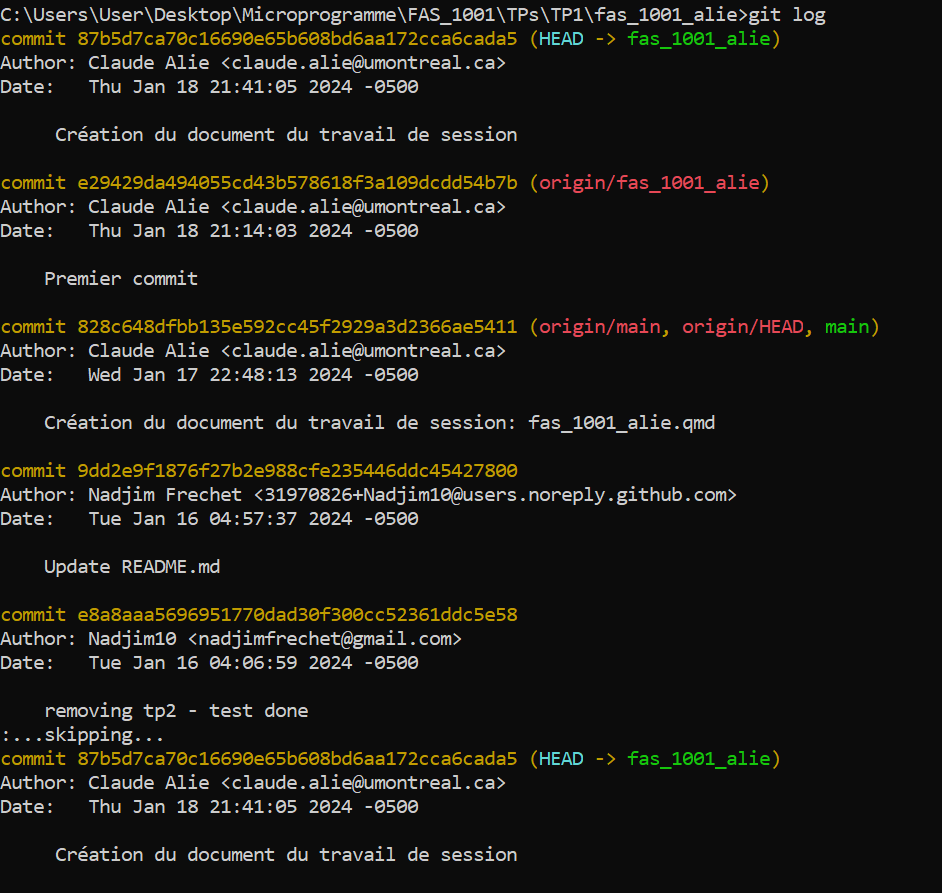 C:\Users\User\Desktop\Microprogramme\FAS_1001\TPs\TP1\fas_1001_alie>git log
commit 87b5d7ca70c16690e65b608bd6aa172cca6cada5 (HEAD -> fas_1001_alie)
Author: Claude Alie <claude.alie@umontreal.ca>
Date:   Thu Jan 18 21:41:05 2024 -0500
Création du document du travail de session
commit e29429da494055cd43b578618f3a109dcdd54b7b (origin/fas_1001_alie)
Author: Claude Alie <claude.alie@umontreal.ca>
Date:   Thu Jan 18 21:14:03 2024 -0500
Premier commit
commit 828c648dfbb135e592cc45f2929a3d2366ae5411 (origin/main, origin/HEAD, main)
Author: Claude Alie <claude.alie@umontreal.ca>
Date:   Wed Jan 17 22:48:13 2024 -0500
Création du document du travail de session: fas_1001_alie.qmd
commit 9dd2e9f1876f27b2e988cfe235446ddc45427800
Author: Nadjim Frechet <31970826+Nadjim10@users.noreply.github.com>
Date:   Tue Jan 16 04:57:37 2024 -0500
Update README.md
commit e8a8aaa5696951770dad30f300cc52361ddc5e58
Author: Nadjim10 <nadjimfrechet@gmail.com>
Date:   Tue Jan 16 04:06:59 2024 -0500
removing tp2 - test done
:...skipping...
commit 87b5d7ca70c16690e65b608bd6aa172cca6cada5 (HEAD -> fas_1001_alie)
Author: Claude Alie <claude.alie@umontreal.ca>
Date:   Thu Jan 18 21:41:05 2024 -0500
Création du document du travail de session